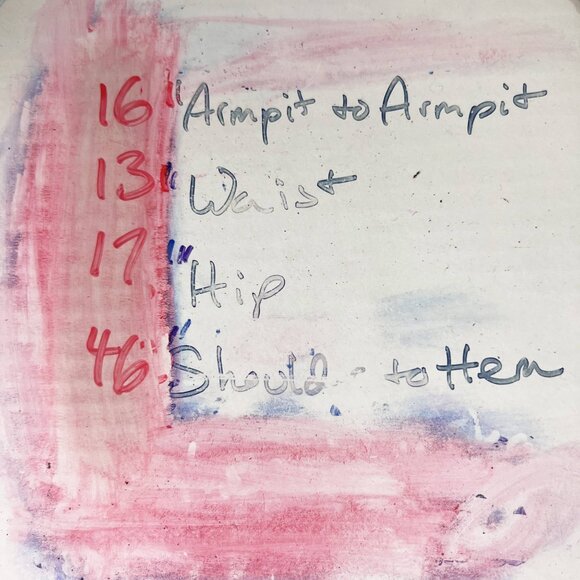 16" Armpit to Armpit
13" Waist
17" Hip
46" to Hem